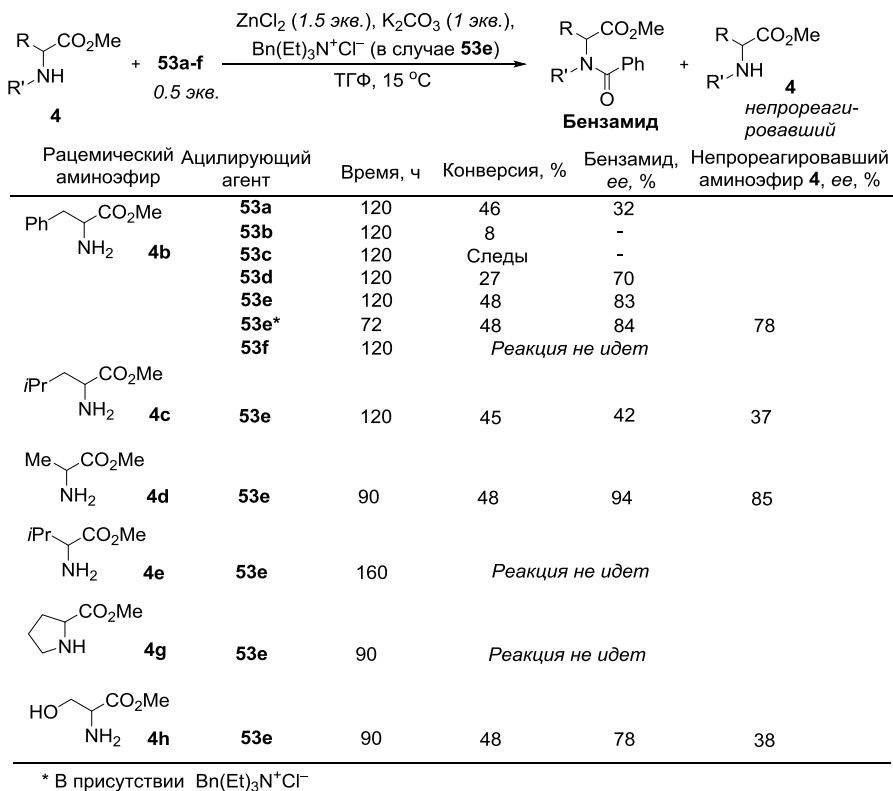 ZnCl₂ (1.5 экв.), K₂CO₃ (1 экв.),
Bn(Et)₃N⁺Cl⁻ (в случае 53e)
ТГФ, 15 ⁰C
R CO₂Me
NH
R'
4
+ 53a-f
0.5 экв.
R CO₂Me
R' N Ph
O
Бензамид
+
R CO₂Me
NH
R'
4
непрореаги-
ровавший
Рацемический аминоэфир
Ацилирующий агент
Время, ч
Конверсия, %
Бензамид, ee, %
Непрореагировавший аминоэфир 4, ee, %
Ph CO₂Me
NH₂ 4b
53a 120 46 32
53b 120 8 -
53c 120 Следы -
53d 120 27 70
53e 120 48 83
53e* 72 48 84 78
53f 120 Реакция не идет
iPr CO₂Me
NH₂ 4c 53e 120 45 42 37
Me CO₂Me
NH₂ 4d 53e 90 48 94 85
iPr CO₂Me
NH₂ 4e 53e 160 Реакция не идет
CO₂Me
NH 4g 53e 90 Реакция не идет
HO CO₂Me
NH₂ 4h 53e 90 48 78 38
* В присутствии Bn(Et)₃N⁺Cl⁻